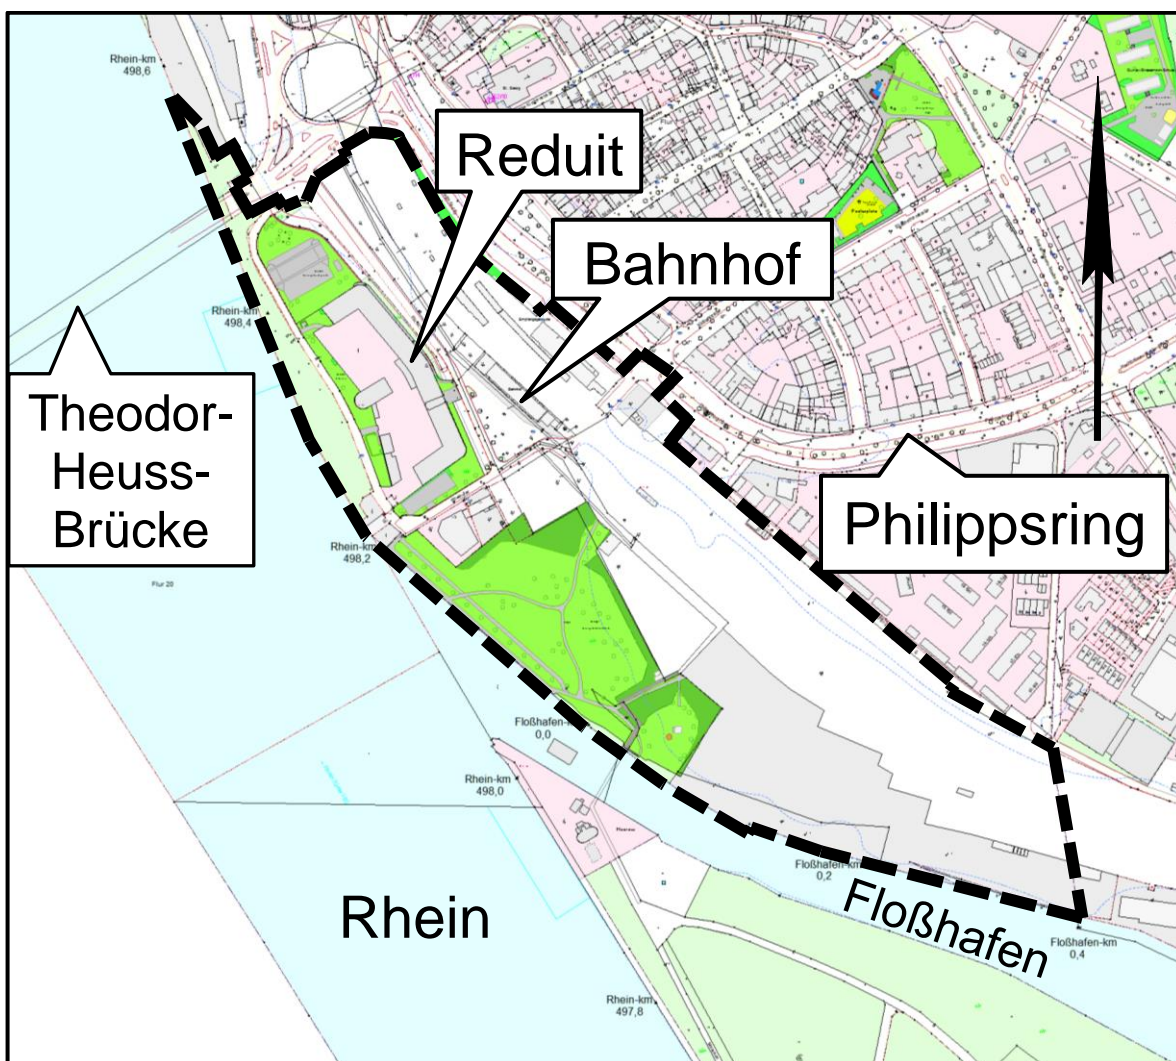 Rhein-km
498,6
Reduit
Bahnhof
Rhein-km
498,4
Theodor-
Heuss-
Brücke
Philippsring
Rhein-km
498,2
Flur 20
Floßhafen-k
0,0
Rhein-km
498,0
Floßhafen-km
0,2
Rhein
Floßhafen
Floßhafen-km
0,4
Rhein-km
497,8